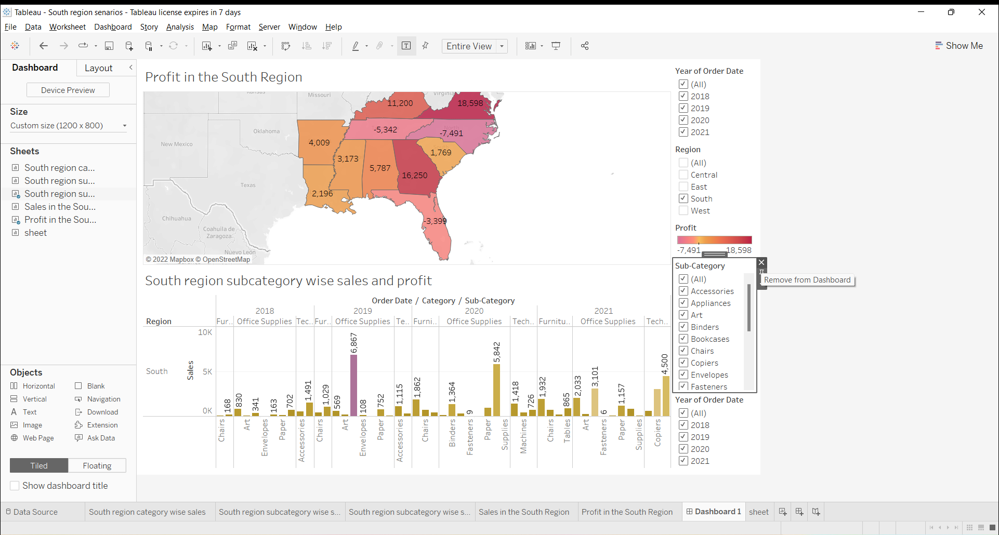 Tableau - South region senarios - Tableau license expires in 7 days
File Data Worksheet Dashboard Story Analysis Map Format Server Window Help
Entire View
Show Me
Dashboard
Layout
Device Preview
Size
Custom size (1200 x 800)
Sheets
South region ca...
South region su...
South region su...
Sales in the Sou...
Profit in the Sou...
sheet
Objects
Horizontal
Blank
Vertical
Navigation
Text
Download
Image
Extension
Web Page
Ask Data
Tiled
Floating
Show dashboard title
Profit in the South Region
Missouri
Virginia
11,200
18,598
-5,342
-7,491
Oklahoma
New Mexico
4,009
3,173
1,769
5,787
16,250
Texas
2,196
Chihuahua
Coahuila de
Zaragoza
-3,399
Nuevo León
© 2022 Mapbox © OpenStreetMap
South region subcategory wise sales and profit
Order Date / Category / Sub-Category
2018 2019 2020 2021
Region
Fur.. Office Supplies Tec.. Fur.. Office Supplies Te.. Furni.. Office Supplies Tech.. Furnitu.. Office Supplies Tech..
South
Sales
10K
5K
0K
168 830 341 163 702 1,491 1,029 569 6,867 108 752 1,115 1,862 1,364 9 5,842 1,418 726 1,932 865 2,033 3,101 6 1,157 4,500
Chairs Art Envelopes Paper Accessories Chairs Art Envelopes Paper Accessories Chairs Binders Fasteners Paper Supplies Machines Chairs Tables Art Fasteners Paper Supplies Copiers
Year of Order Date
(All)
2018
2019
2020
2021
Region
(All)
Central
East
South
West
Profit
-7,491 18,598
Sub-Category
Remove from Dashboard
(All)
Accessories
Appliances
Art
Binders
Bookcases
Chairs
Copiers
Envelopes
Fasteners
Year of Order Date
(All)
2018
2019
2020
2021
Data Source
South region category wise sales
South region subcategory wise s...
South region subcategory wise s...
Sales in the South Region
Profit in the South Region
Dashboard 1
sheet